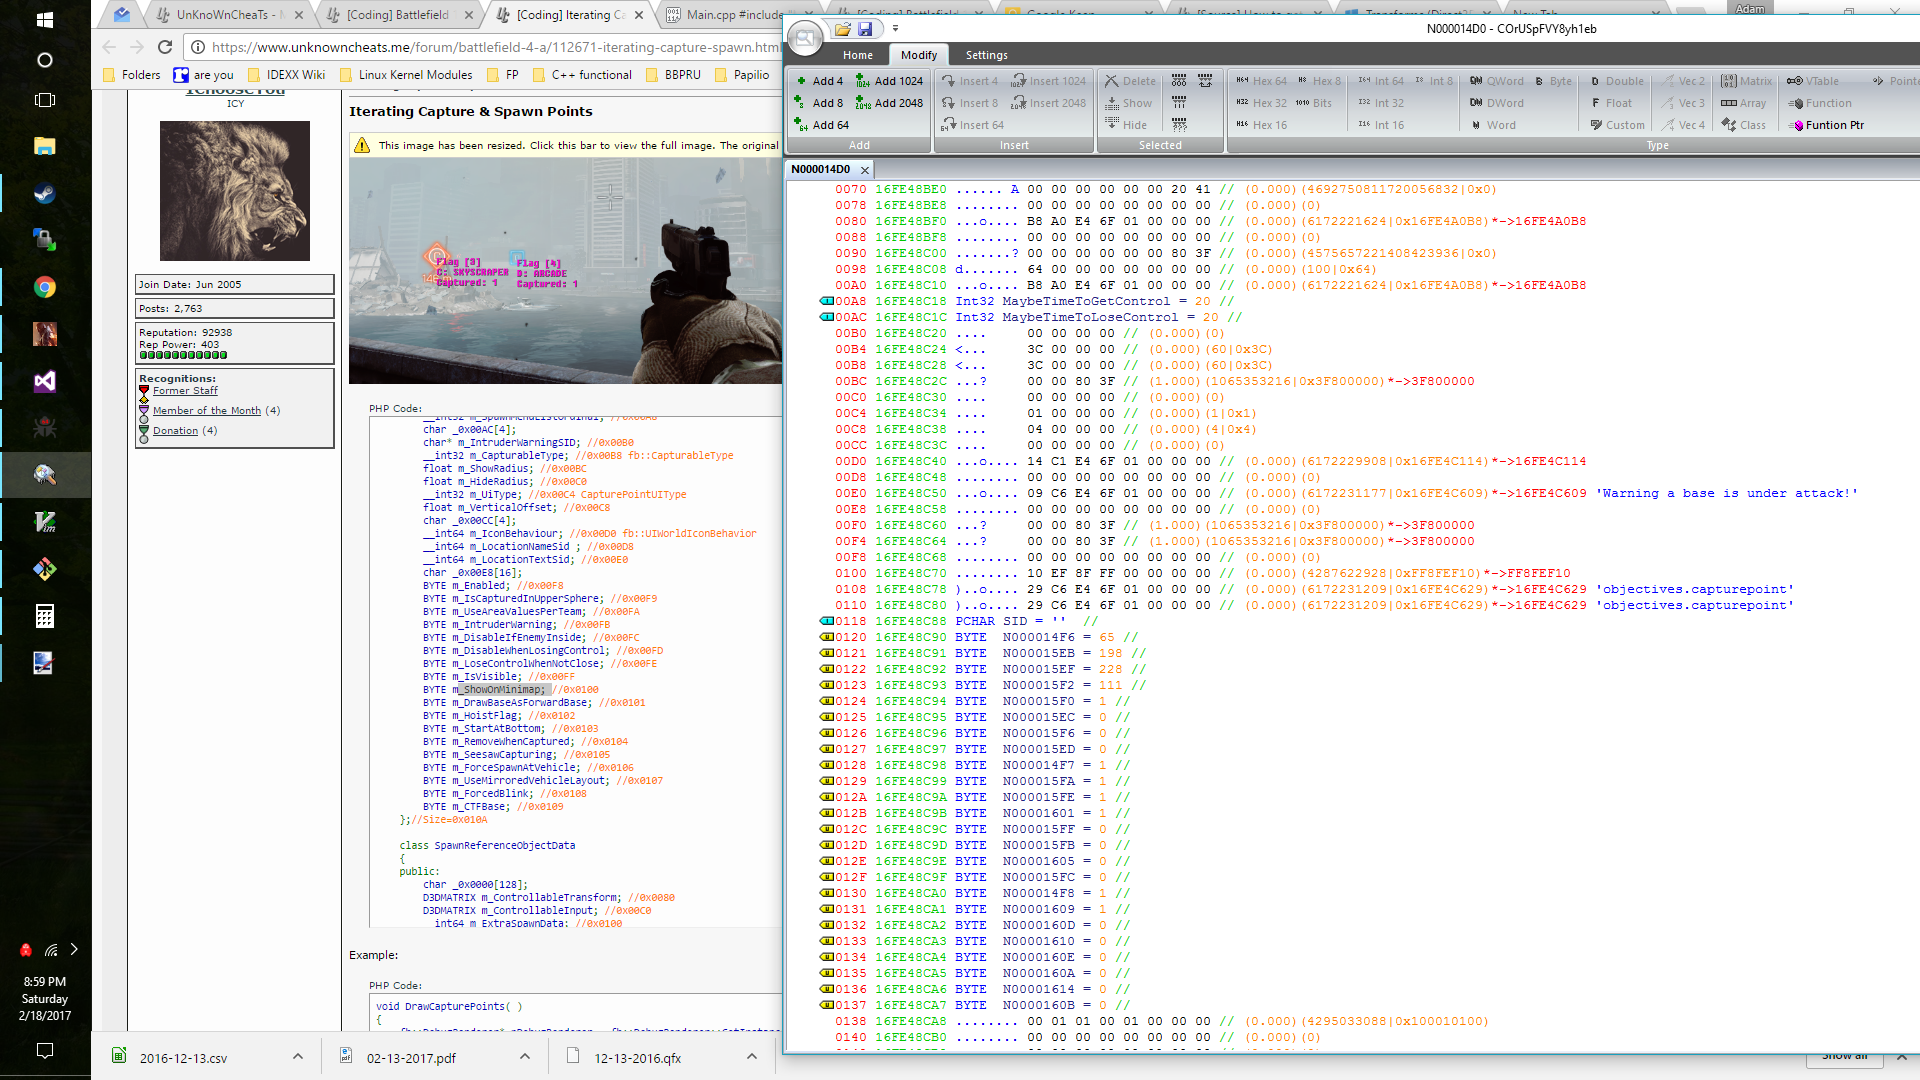 UnKnoWnCheaTs - M
[Coding] Battlefield
[Coding] Iterating Ca
Main.cpp #include
Adam
https://www.unknowncheats.me/forum/battlefield-4-a/112671-iterating-capture-spawn.html
Folders
are you
IDEXX Wiki
Linux Kernel Modules
FP
C++ functional
BBPRU
Papilio
N000014D0 - COrUSpFVY8yh1eb
Home
Modify
Settings
Add 4
Add 1024
Add 8
Add 2048
Add 64
Add
Insert 4
Insert 1024
Insert 8
Insert 2048
Insert 64
Insert
Delete
Show
Hide
Selected
Hex 64
Hex 8
Hex 32
Bits
Hex 16
Int 64
Int 8
Int 32
Int 16
QWord
Byte
DWord
Word
Double
Float
Custom
Vec 2
Vec 3
Vec 4
Matrix
Array
Class
VTable
Pointe
Function
Funtion Ptr
Type
IChooseYou
ICY
Join Date: Jun 2005
Posts: 2,763
Reputation: 92938
Rep Power: 403
Recognitions:
Former Staff
Member of the Month (4)
Donation (4)
Iterating Capture & Spawn Points
This image has been resized. Click this bar to view the full image. The original
Flag [3]
C: SKYSCRAPER
Captured: 1
Flag [4]
D: ARCADE
Captured: 1
PHP Code:
__int32 m_SpawnMenuListOrdinal; //0x00A8
char _0x00AC[4];
char* m_IntruderWarningSID; //0x00B0
__int32 m_CapturableType; //0x00B8 fb::CapturableType
float m_ShowRadius; //0x00BC
float m_HideRadius; //0x00C0
__int32 m_UiType; //0x00C4 CapturePointUIType
float m_VerticalOffset; //0x00C8
char _0x00CC[4];
__int64 m_IconBehaviour; //0x00D0 fb::UIWorldIconBehavior
__int64 m_LocationNameSid ; //0x00D8
__int64 m_LocationTextSid; //0x00E0
char _0x00E8[16];
BYTE m_Enabled; //0x00F8
BYTE m_IsCapturedInUpperSphere; //0x00F9
BYTE m_UseAreaValuesPerTeam; //0x00FA
BYTE m_IntruderWarning; //0x00FB
BYTE m_DisableIfEnemyInside; //0x00FC
BYTE m_DisableWhenLosingControl; //0x00FD
BYTE m_LoseControlWhenNotClose; //0x00FE
BYTE m_IsVisible; //0x00FF
BYTE m_ShowOnMinimap; //0x0100
BYTE m_DrawBaseAsForwardBase; //0x0101
BYTE m_HoistFlag; //0x0102
BYTE m_StartAtBottom; //0x0103
BYTE m_RemoveWhenCaptured; //0x0104
BYTE m_SeesawCapturing; //0x0105
BYTE m_ForceSpawnAtVehicle; //0x0106
BYTE m_UseMirroredVehicleLayout; //0x0107
BYTE m_ForcedBlink; //0x0108
BYTE m_CTFBase; //0x0109
};//Size=0x010A
class SpawnReferenceObjectData
{
public:
char _0x0000[128];
D3DMATRIX m_ControllableTransform; //0x0080
D3DMATRIX m_ControllableInput; //0x00C0
__int64 m_ExtraSpawnData; //0x0100
Example:
PHP Code:
void DrawCapturePoints( )
{
N000014D0
0070 16FE48BE0 ...... A 00 00 00 00 00 00 20 41 // (0.000)(4692750811720056832|0x0)
0078 16FE48BE8 ........ 00 00 00 00 00 00 00 00 // (0.000)(0)
0080 16FE48BF0 ...o.... B8 A0 E4 6F 01 00 00 00 // (0.000)(6172221624|0x16FE4A0B8)*->16FE4A0B8
0088 16FE48BF8 ........ 00 00 00 00 00 00 00 00 // (0.000)(0)
0090 16FE48C00 .......? 00 00 00 00 00 00 80 3F // (0.000)(4575657221408423936|0x0)
0098 16FE48C08 d....... 64 00 00 00 00 00 00 00 // (0.000)(100|0x64)
00A0 16FE48C10 ...o.... B8 A0 E4 6F 01 00 00 00 // (0.000)(6172221624|0x16FE4A0B8)*->16FE4A0B8
00A8 16FE48C18 Int32 MaybeTimeToGetControl = 20 //
00AC 16FE48C1C Int32 MaybeTimeToLoseControl = 20 //
00B0 16FE48C20 .... 00 00 00 00 // (0.000)(0)
00B4 16FE48C24 <... 3C 00 00 00 // (0.000)(60|0x3C)
00B8 16FE48C28 <... 3C 00 00 00 // (0.000)(60|0x3C)
00BC 16FE48C2C ...? 00 00 80 3F // (1.000)(1065353216|0x3F800000)*->3F800000
00C0 16FE48C30 .... 00 00 00 00 // (0.000)(0)
00C4 16FE48C34 .... 01 00 00 00 // (0.000)(1|0x1)
00C8 16FE48C38 .... 04 00 00 00 // (0.000)(4|0x4)
00CC 16FE48C3C .... 00 00 00 00 // (0.000)(0)
00D0 16FE48C40 ...o.... 14 C1 E4 6F 01 00 00 00 // (0.000)(6172229908|0x16FE4C114)*->16FE4C114
00D8 16FE48C48 ........ 00 00 00 00 00 00 00 00 // (0.000)(0)
00E0 16FE48C50 ...o.... 09 C6 E4 6F 01 00 00 00 // (0.000)(6172231177|0x16FE4C609)*->16FE4C609 'Warning a base is under attack!'
00E8 16FE48C58 ........ 00 00 00 00 00 00 00 00 // (0.000)(0)
00F0 16FE48C60 ...? 00 00 80 3F // (1.000)(1065353216|0x3F800000)*->3F800000
00F4 16FE48C64 ...? 00 00 80 3F // (1.000)(1065353216|0x3F800000)*->3F800000
00F8 16FE48C68 ........ 00 00 00 00 00 00 00 00 // (0.000)(0)
0100 16FE48C70 ........ 10 EF 8F FF 00 00 00 00 // (0.000)(4287622928|0xFF8FEF10)*->FF8FEF10
0108 16FE48C78 )..o.... 29 C6 E4 6F 01 00 00 00 // (0.000)(6172231209|0x16FE4C629)*->16FE4C629 'objectives.capturepoint'
0110 16FE48C80 )..o.... 29 C6 E4 6F 01 00 00 00 // (0.000)(6172231209|0x16FE4C629)*->16FE4C629 'objectives.capturepoint'
0118 16FE48C88 PCHAR SID = '' //
0120 16FE48C90 BYTE N000014F6 = 65 //
0121 16FE48C91 BYTE N000015EB = 198 //
0122 16FE48C92 BYTE N000015EF = 228 //
0123 16FE48C93 BYTE N000015F2 = 111 //
0124 16FE48C94 BYTE N000015F0 = 1 //
0125 16FE48C95 BYTE N000015EC = 0 //
0126 16FE48C96 BYTE N000015F6 = 0 //
0127 16FE48C97 BYTE N000015ED = 0 //
0128 16FE48C98 BYTE N000014F7 = 1 //
0129 16FE48C99 BYTE N000015FA = 1 //
012A 16FE48C9A BYTE N000015FE = 1 //
012B 16FE48C9B BYTE N00001601 = 1 //
012C 16FE48C9C BYTE N000015FF = 0 //
012D 16FE48C9D BYTE N000015FB = 0 //
012E 16FE48C9E BYTE N00001605 = 0 //
012F 16FE48C9F BYTE N000015FC = 0 //
0130 16FE48CA0 BYTE N000014F8 = 1 //
0131 16FE48CA1 BYTE N00001609 = 1 //
0132 16FE48CA2 BYTE N0000160D = 0 //
0133 16FE48CA3 BYTE N00001610 = 0 //
0134 16FE48CA4 BYTE N0000160E = 0 //
0135 16FE48CA5 BYTE N0000160A = 0 //
0136 16FE48CA6 BYTE N00001614 = 0 //
0137 16FE48CA7 BYTE N0000160B = 0 //
0138 16FE48CA8 ........ 00 01 01 00 01 00 00 00 // (0.000)(4295033088|0x100010100)
0140 16FE48CB0 ........ 00 00 00 00 00 00 00 00 // (0.000)(0)
8:59 PM
Saturday
2/18/2017
2016-12-13.csv
02-13-2017.pdf
12-13-2016.qfx
Show all